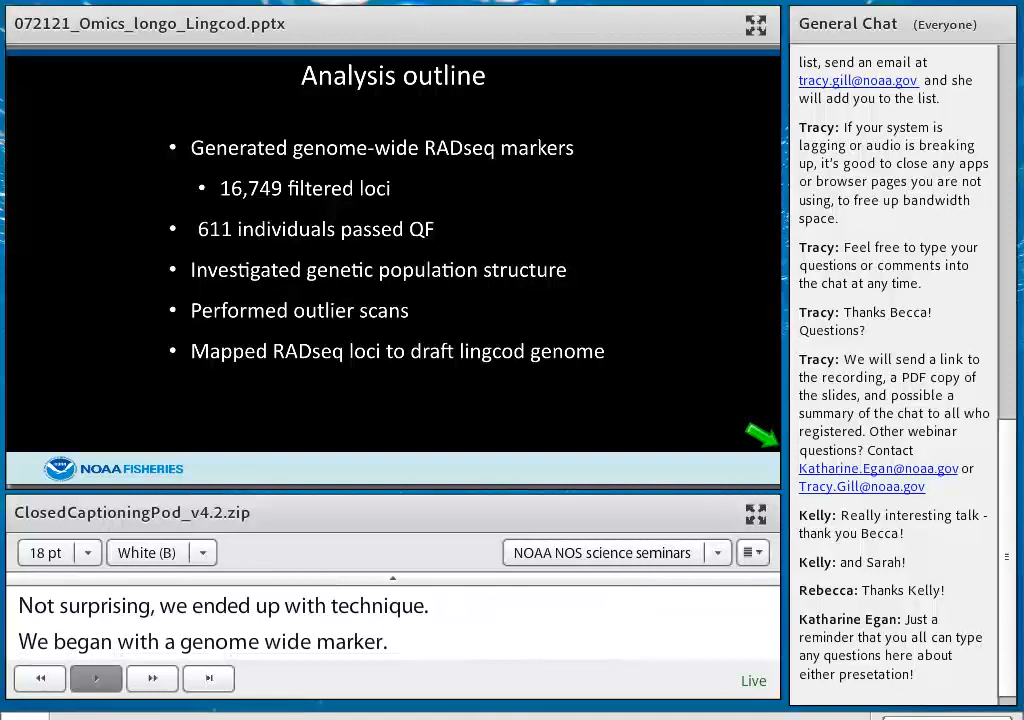 072121_Omics_longo_Lingcod.pptx
Analysis outline
• Generated genome-wide RADseq markers
• 16,749 filtered loci
• 611 individuals passed QF
• Investigated genetic population structure
• Performed outlier scans
• Mapped RADseq loci to draft lingcod genome
NOAA FISHERIES
ClosedCaptioningPod_v4.2.zip
18 pt
White (B)
NOAA NOS science seminars
Not surprising, we ended up with technique.
We began with a genome wide marker.
Live
General Chat (Everyone)
list, send an email at
tracy.gill@noaa.gov and she
will add you to the list.
Tracy: If your system is
lagging or audio is breaking
up, it's good to close any apps
or browser pages you are not
using, to free up bandwidth
space.
Tracy: Feel free to type your
questions or comments into
the chat at any time.
Tracy: Thanks Becca!
Questions?
Tracy: We will send a link to
the recording, a PDF copy of
the slides, and possible a
summary of the chat to all who
registered. Other webinar
questions? Contact
Katharine.Egan@noaa.gov or
Tracy.Gill@noaa.gov
Kelly: Really interesting talk -
thank you Becca!
Kelly: and Sarah!
Rebecca: Thanks Kelly!
Katharine Egan: Just a
reminder that you all can type
any questions here about
either presetation!